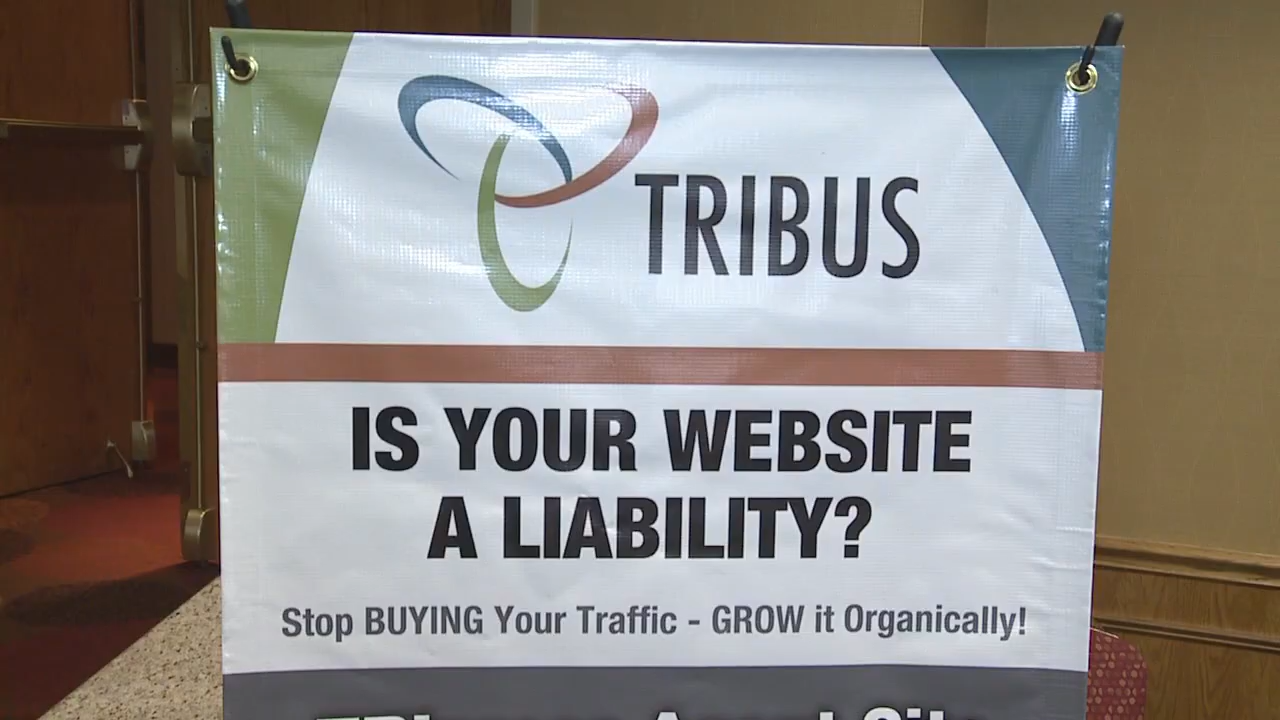 TRIBUS
IS YOUR WEBSITE
A LIABILITY?
Stop BUYING Your Traffic - GROW it Organically!